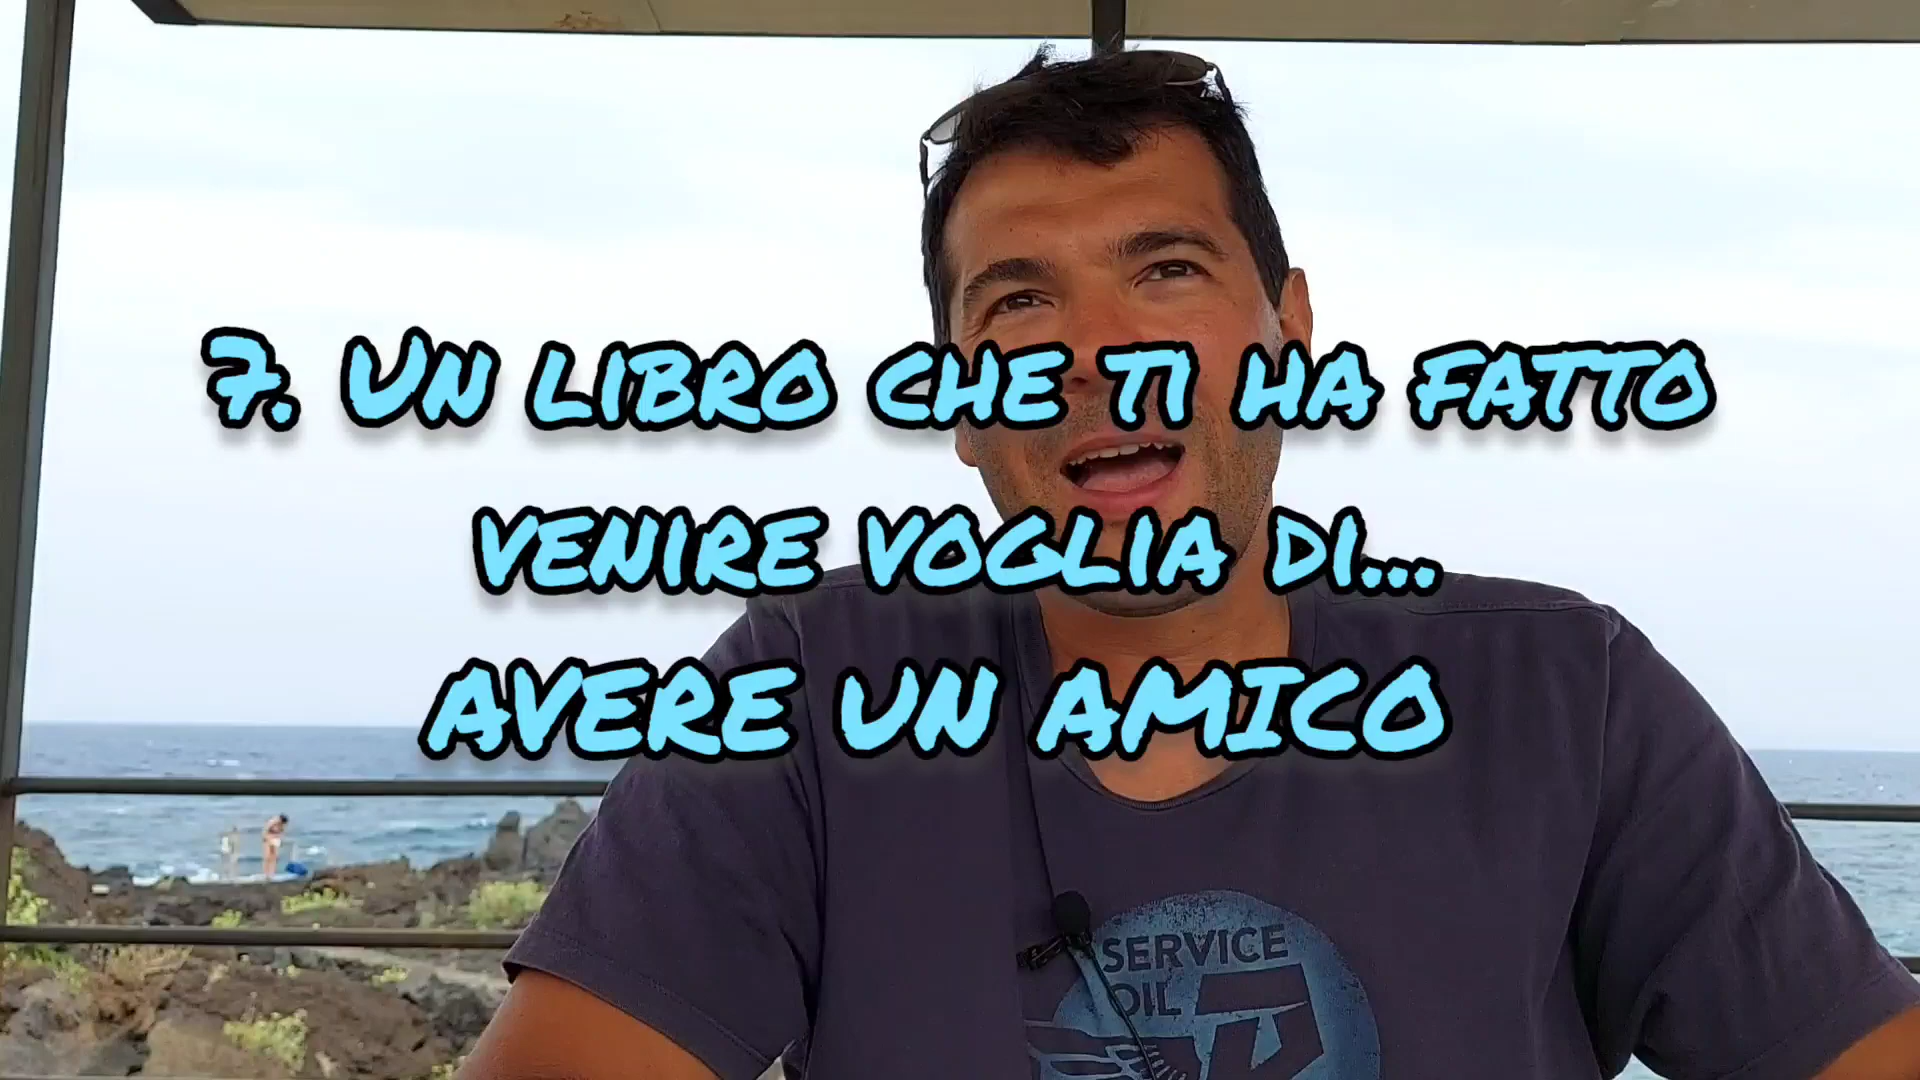 7. Un libro che ti ha fatto
venire voglia di...
AVERE UN AMICO
SERVICE
OIL